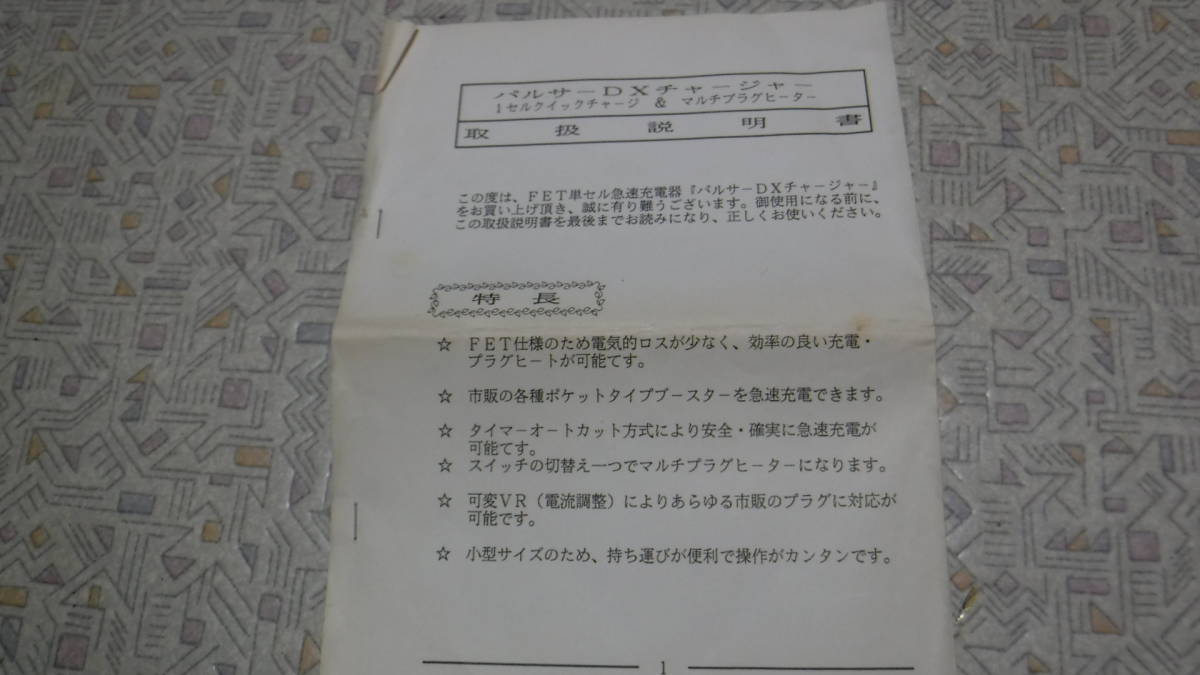 バルサーDXチャージャー
1セルクイックチャージ & マルチプラグヒーター
取扱説明書
この度は、FET単セル急速充電器『バルサーDXチャージャー』
をお買い上げ頂き、誠に有り難うございます。御使用になる前に、
この取扱説明書を最後までお読みになり、正しくお使いください。
特長
☆ FET仕様のため電気的ロスが少なく、効率の良い充電・
プラグヒートが可能てす。
☆ 市販の各種ポケットタイプブースターを急速充電できます。
☆ タイマーオートカット方式により安全・確実に急速充電が
可能てす。
☆ スイッチの切替え一つでマルチプラグヒーターになります。
☆ 可変VR（電流調整）によりあらゆる市販のプラグに対応が
可能です。
☆ 小型サイズのため、持ち運びが便利で操作がカンタンです。
1